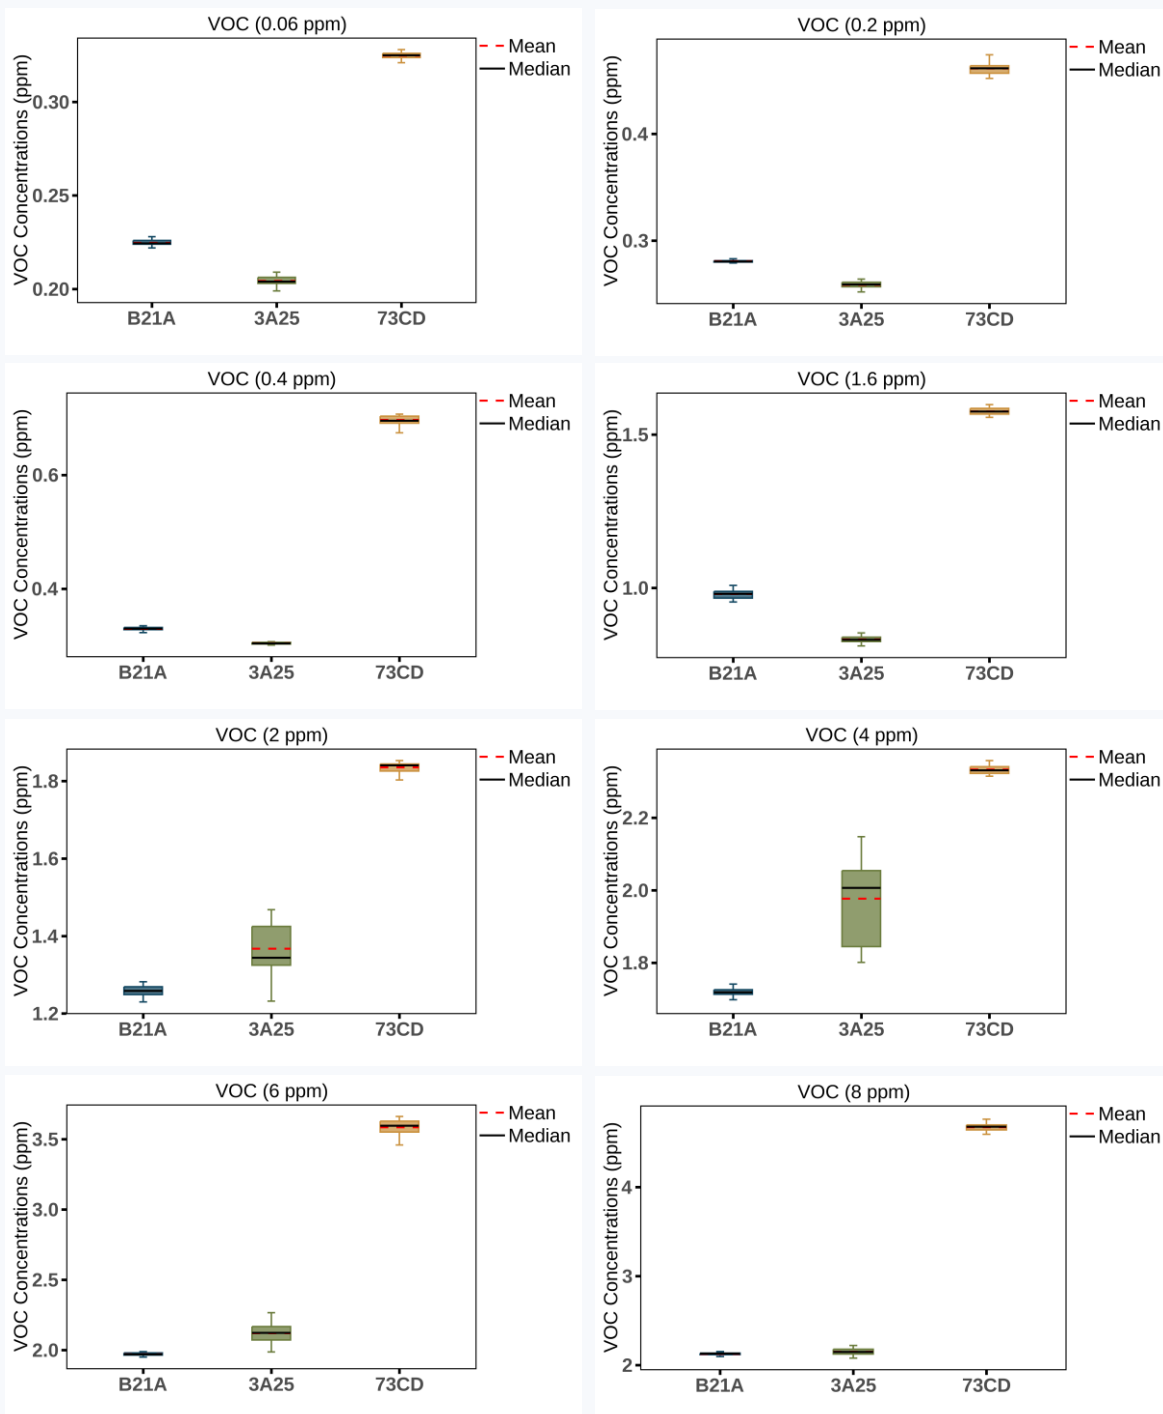 VOC (0.06 ppm)
Mean
Median
VOC Concentrations (ppm)
0.30
0.25
0.20
B21A 3A25 73CD
VOC (0.2 ppm)
Mean
Median
VOC Concentrations (ppm)
0.4
0.3
B21A 3A25 73CD
VOC (0.4 ppm)
Mean
Median
VOC Concentrations (ppm)
0.6
0.4
B21A 3A25 73CD
VOC (1.6 ppm)
Mean
Median
VOC Concentrations (ppm)
1.5
1.0
B21A 3A25 73CD
VOC (2 ppm)
Mean
Median
VOC Concentrations (ppm)
1.8
1.6
1.4
1.2
B21A 3A25 73CD
VOC (4 ppm)
Mean
Median
VOC Concentrations (ppm)
2.2
2.0
1.8
B21A 3A25 73CD
VOC (6 ppm)
Mean
Median
VOC Concentrations (ppm)
3.5
3.0
2.5
2.0
B21A 3A25 73CD
VOC (8 ppm)
Mean
Median
VOC Concentrations (ppm)
4
3
2
B21A 3A25 73CD